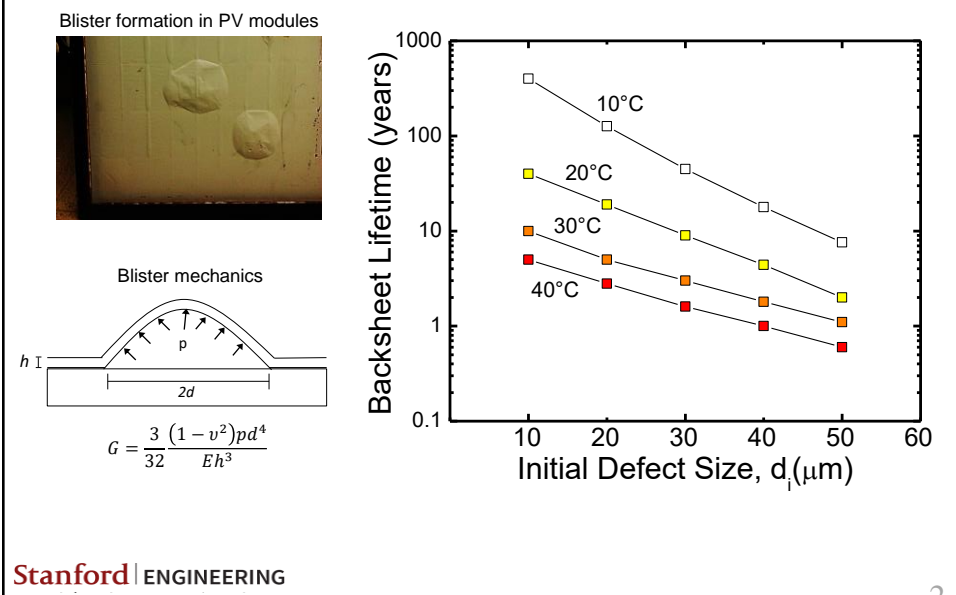 Blister formation in PV modules
Blister mechanics
h
p
2d
G = 3/32 (1 − υ²)pd⁴/Eh³
Backsheet Lifetime (years)
1000
100
10
1
0.1
10°C
20°C
30°C
40°C
10 20 30 40 50 60
Initial Defect Size, dᵢ(μm)
Stanford ENGINEERING